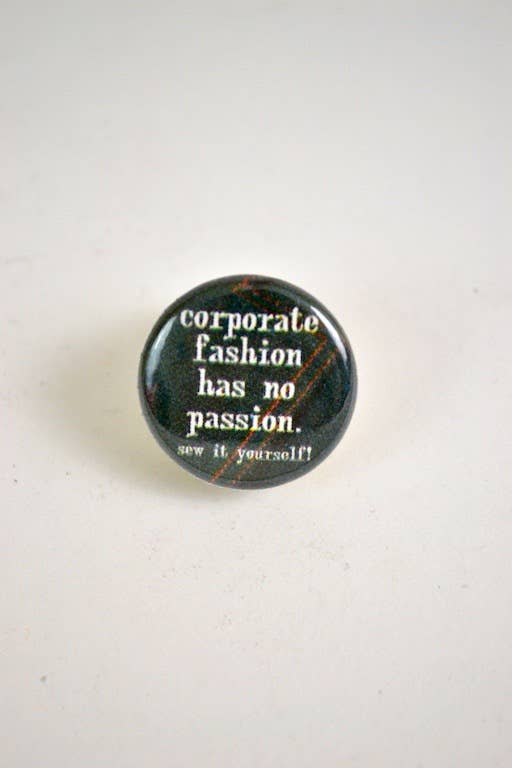 corporate
fashion
has no
passion.
sew it yourself!